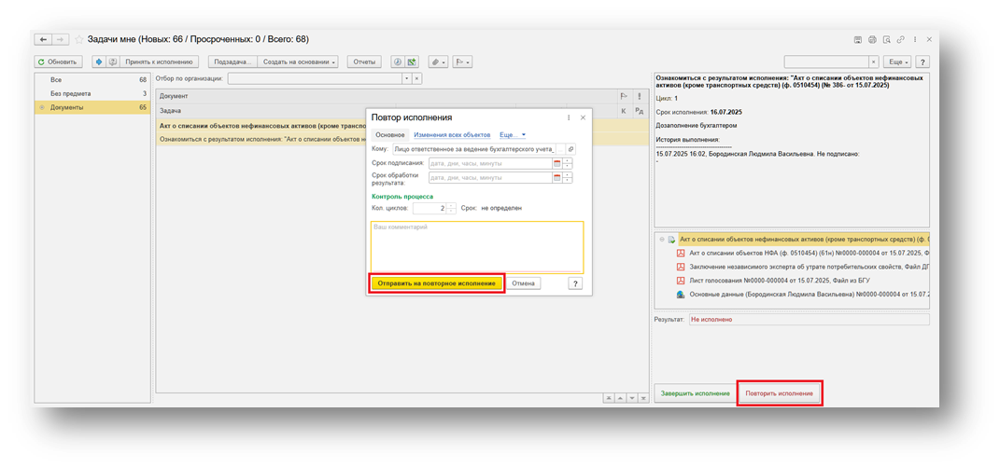 Задачи мне (Новых: 66 / Просроченных: 0 / Всего: 68)
Обновить
Принять к исполнению
Подзадача...
Создать на основании
Отчеты
Еще
?
Все 68
Без предмета 3
Документы 65
Отбор по организации:
Документ
Задача К Рд
Акт о списании объектов нефинансовых активов (кроме транспо
Ознакомиться с результатом исполнения: "Акт о списании объектов не
Повтор исполнения
Основное Изменения всех объектов Еще...
Кому: Лицо ответственное за ведение бухгалтерского учета_
Срок подписания: дата, дни, часы, минуты
Срок обработки
результата: дата, дни, часы, минуты
Контроль процесса
Кол. циклов: 2 Срок: не определен
Ваш комментарий
Отправить на повторное исполнение Отмена ?
Ознакомиться с результатом исполнения: "Акт о списании объектов нефинансовых
активов (кроме транспортных средств) (ф. 0510454) (№ 386- от 15.07.2025)
Цикл: 1
Срок исполнения: 16.07.2025
Дозаполнение бухгалтером
История выполнения:
------------------------------------
15.07.2025 16:02, Бородинская Людмила Васильевна. Не подписано:
-
Акт о списании объектов нефинансовых активов (кроме транспортных средств) (ф. 0
Акт о списании объектов НФА (ф. 0510454) (61н) №0000-000004 от 15.07.2025, Ф
Заключение независимого эксперта об утрате потребительских свойств, Файл ДГ
Лист голосования №0000-000004 от 15.07.2025, Файл из БГУ
Основные данные (Бородинская Людмила Васильевна) №0000-000004 от 15.07.2
Результат: Не исполнено
Завершить исполнение Повторить исполнение